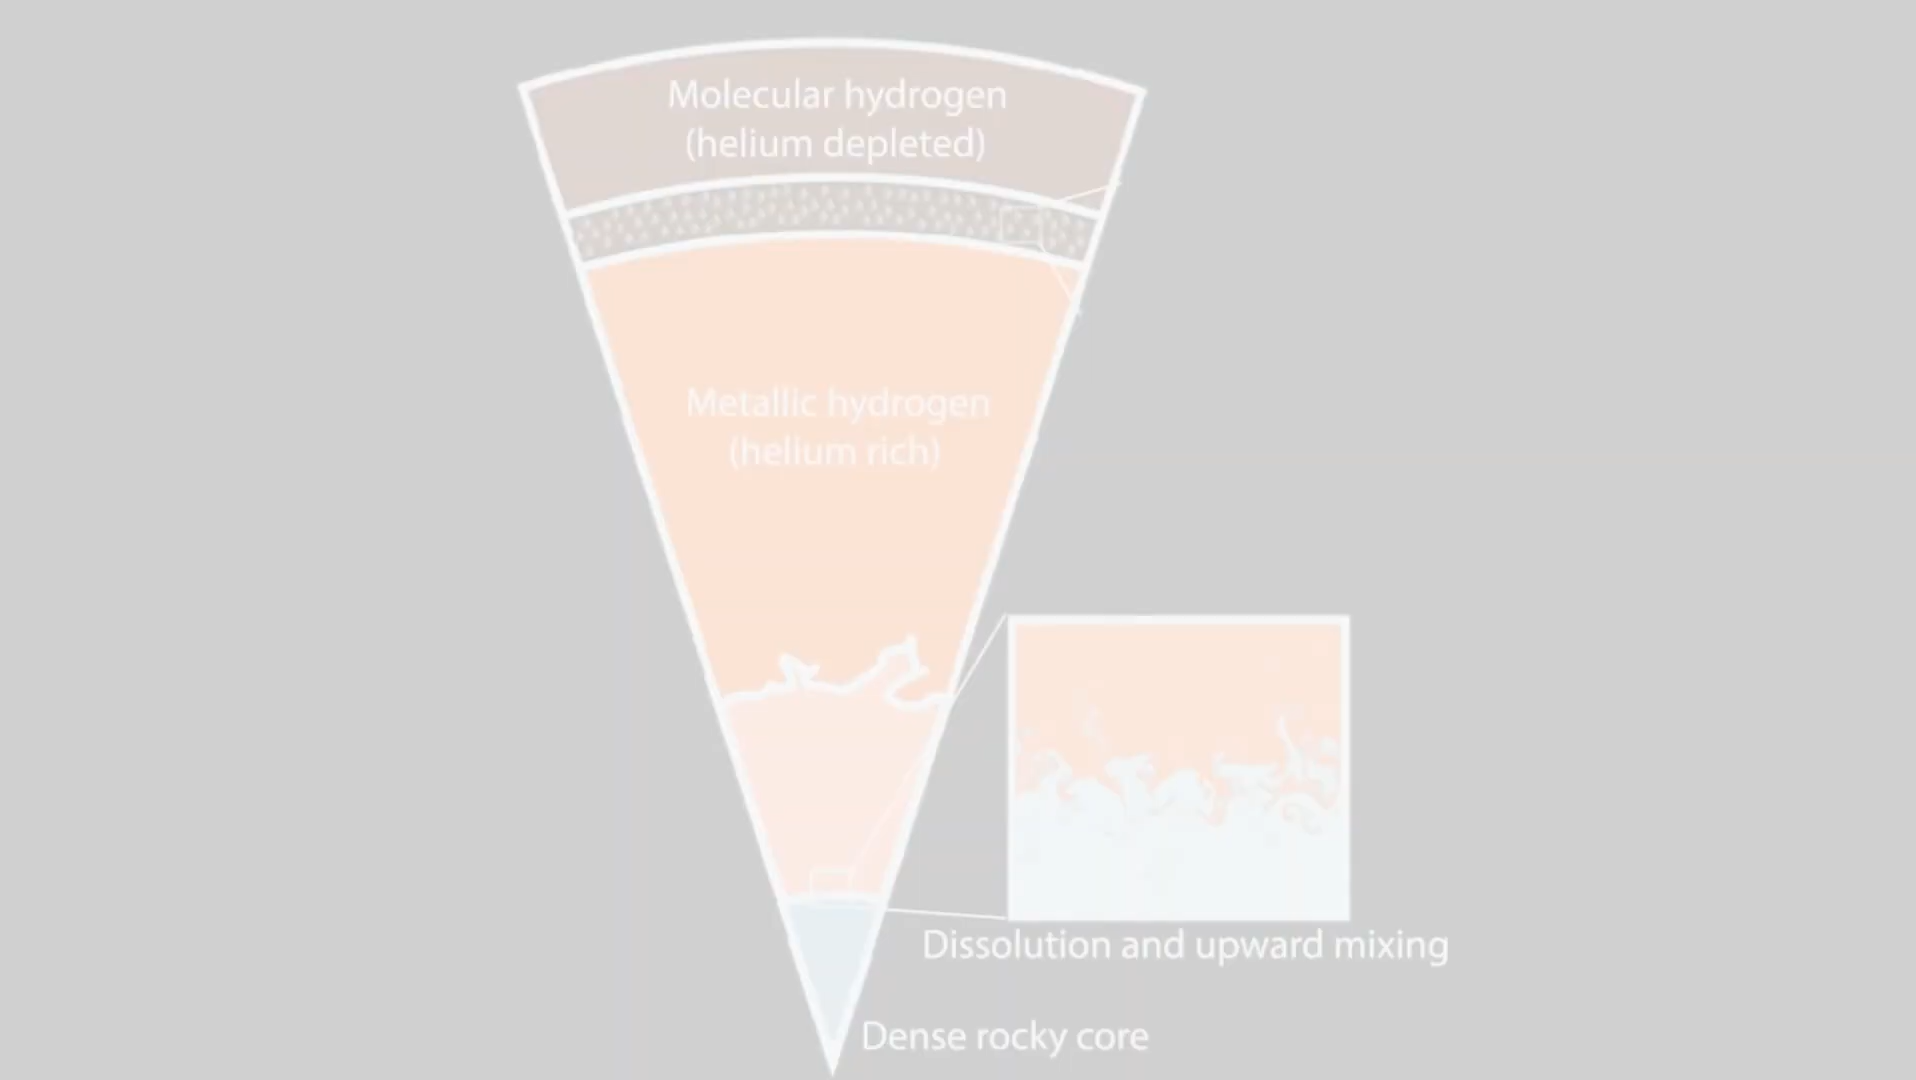 Molecular hydrogen
(helium depleted)
Metallic hydrogen
(helium rich)
Dissolution and upward mixing
Dense rocky core